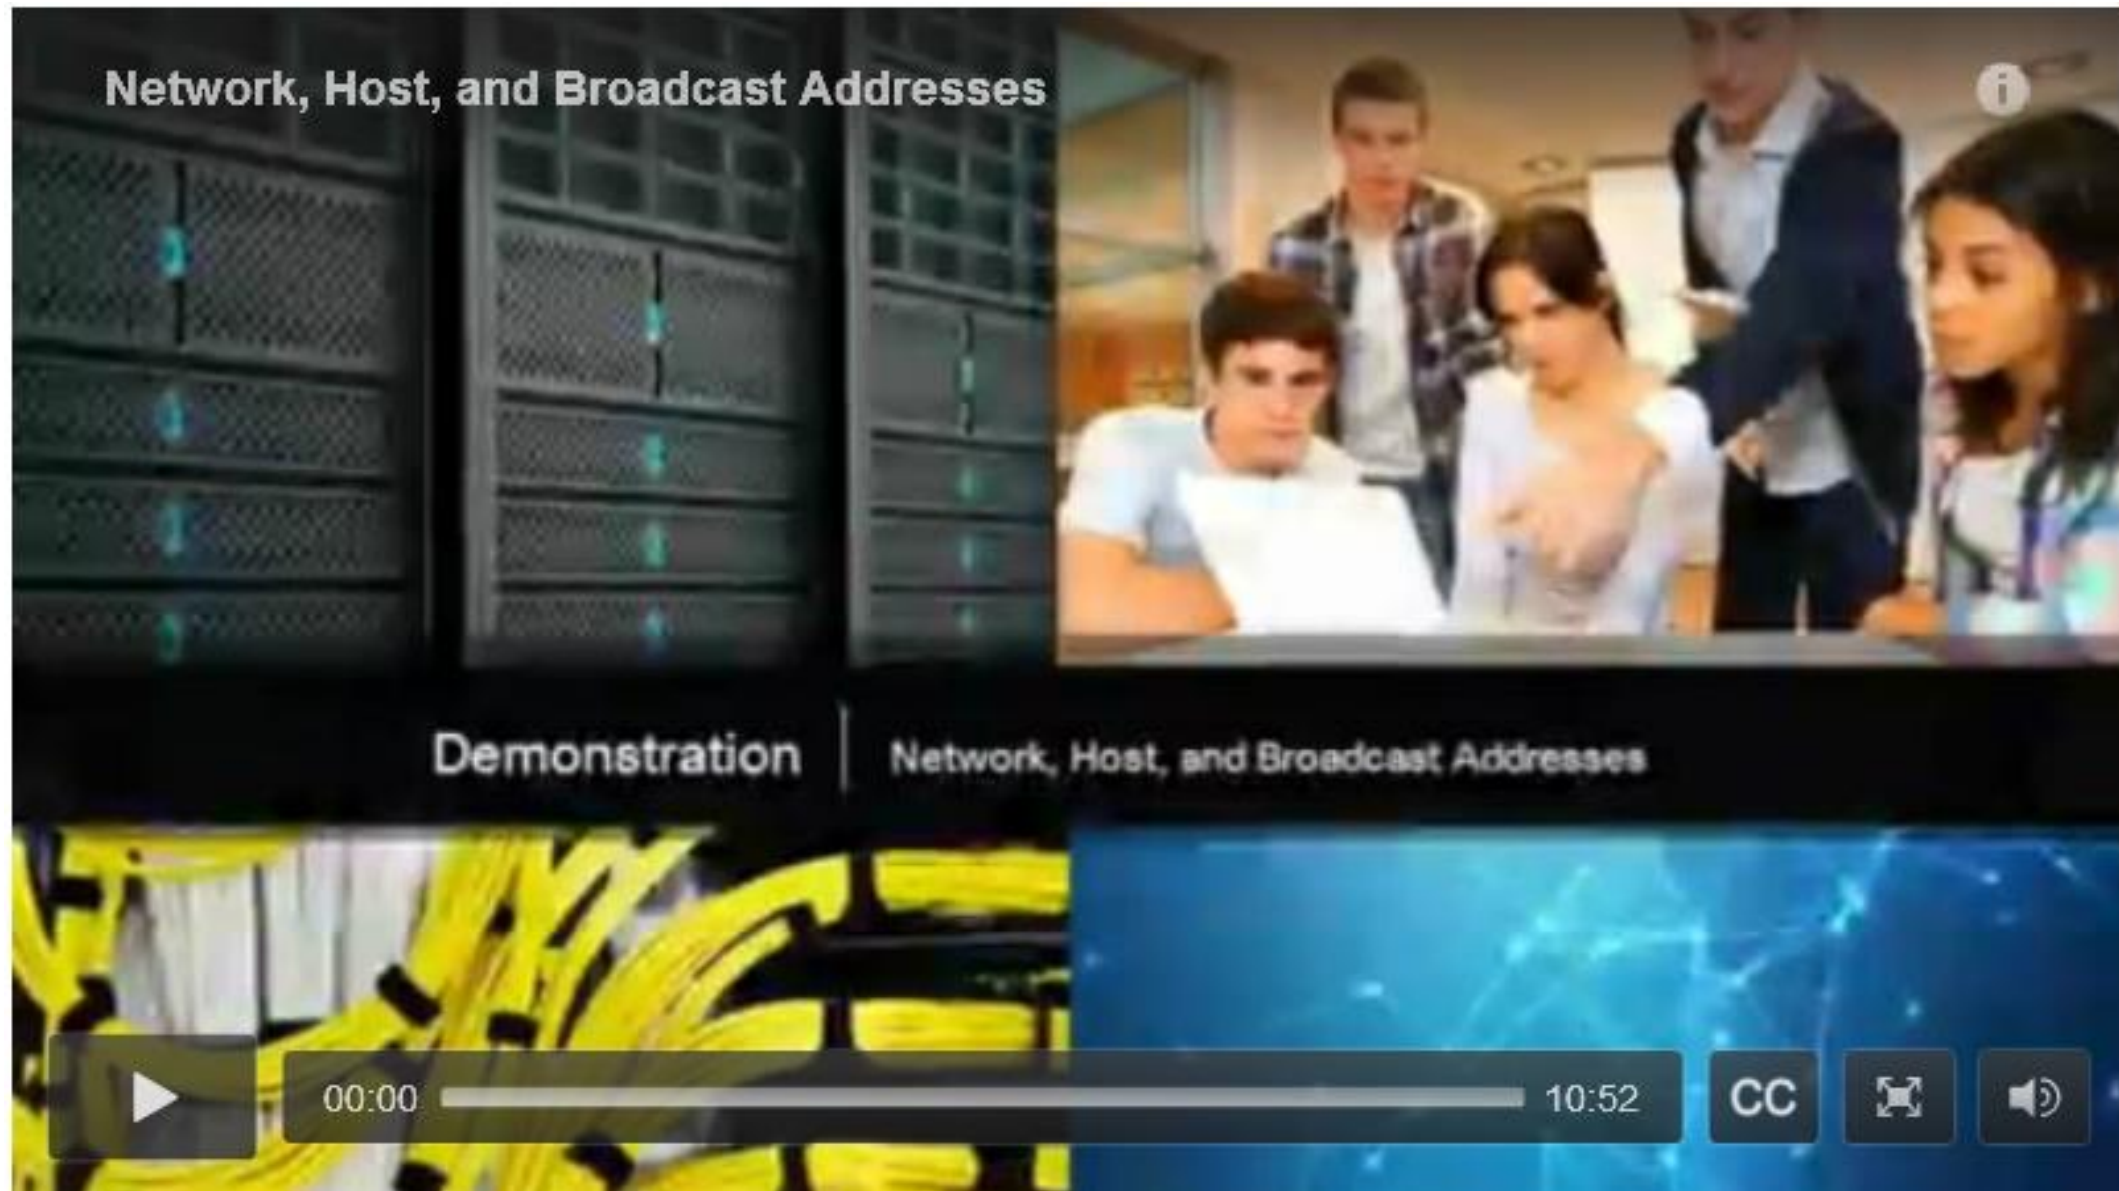 Network, Host, and Broadcast Addresses
Demonstration | Network, Host, and Broadcast Addresses
00:00 10:52 CC